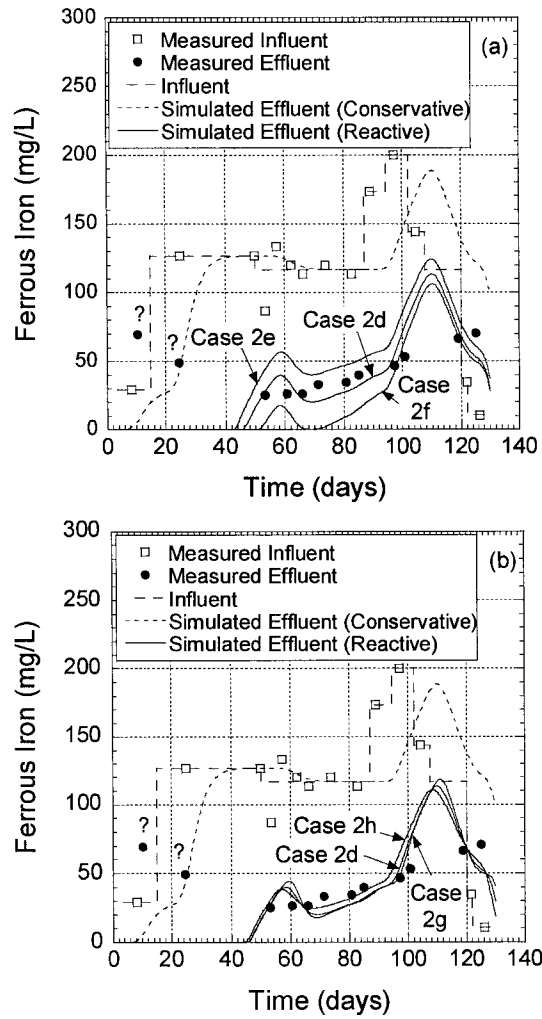 300
250
200
150
100
50
0
Ferrous Iron (mg/L)
Measured Influent
Measured Effluent
Influent
Simulated Effluent (Conservative)
Simulated Effluent (Reactive)
(a)
?
?
Case 2e
Case 2d
Case
2f
0 20 40 60 80 100 120 140
Time (days)
300
250
200
150
100
50
0
Ferrous Iron (mg/L)
Measured Influent
Measured Effluent
Influent
Simulated Effluent (Conservative)
Simulated Effluent (Reactive)
(b)
?
?
Case 2h
Case 2d
Case
2g
0 20 40 60 80 100 120 140
Time (days)